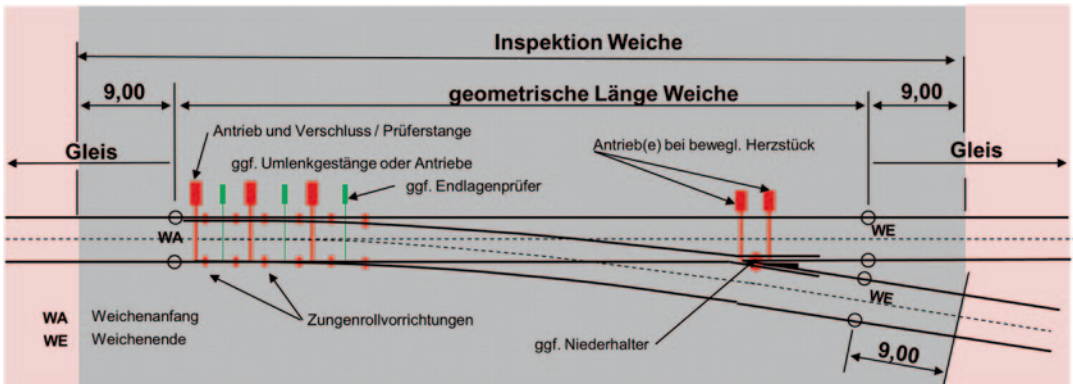 Inspektion Weiche
9,00
geometrische Länge Weiche
9,00
Antrieb und Verschluss / Prüferstange
Antrieb(e) bei bewegl. Herzstück
Gleis
ggf. Umlenkgestänge oder Antriebe
Gleis
ggf. Endlagenprüfer
WA
WE
WE
WA Weichenanfang
Zungenrollvorrichtungen
WE Weichenende
ggf. Niederhalter
9,00